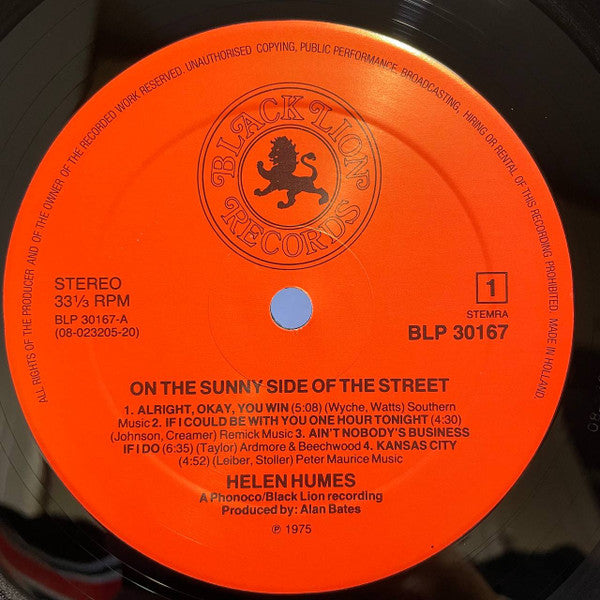 ALL RIGHTS OF THE PRODUCER AND OF THE OWNER OF THE RECORDED WORK RESERVED. UNAUTHORISED COPYING, PUBLIC PERFORMANCE, BROADCASTING, HIRING OR RENTAL OF THIS RECORDING PROHIBITED. MADE IN HOLLAND.
BLACK LION
RECORDS
STEREO
33⅓ RPM
BLP 30167-A
(08-023205-20)
1
STEMRA
BLP 30167
ON THE SUNNY SIDE OF THE STREET
1. ALRIGHT, OKAY, YOU WIN (5:08) (Wyche, Watts) Southern
Music 2. IF I COULD BE WITH YOU ONE HOUR TONIGHT (4:30)
(Johnson, Creamer) Remick Music 3. AIN'T NOBODY'S BUSINESS
IF I DO (6:35) (Taylor) Ardmore & Beechwood 4. KANSAS CITY
(4:52) (Leiber, Stoller) Peter Maurice Music
HELEN HUMES
A Phonoco/Black Lion recording
Produced by: Alan Bates
℗ 1975